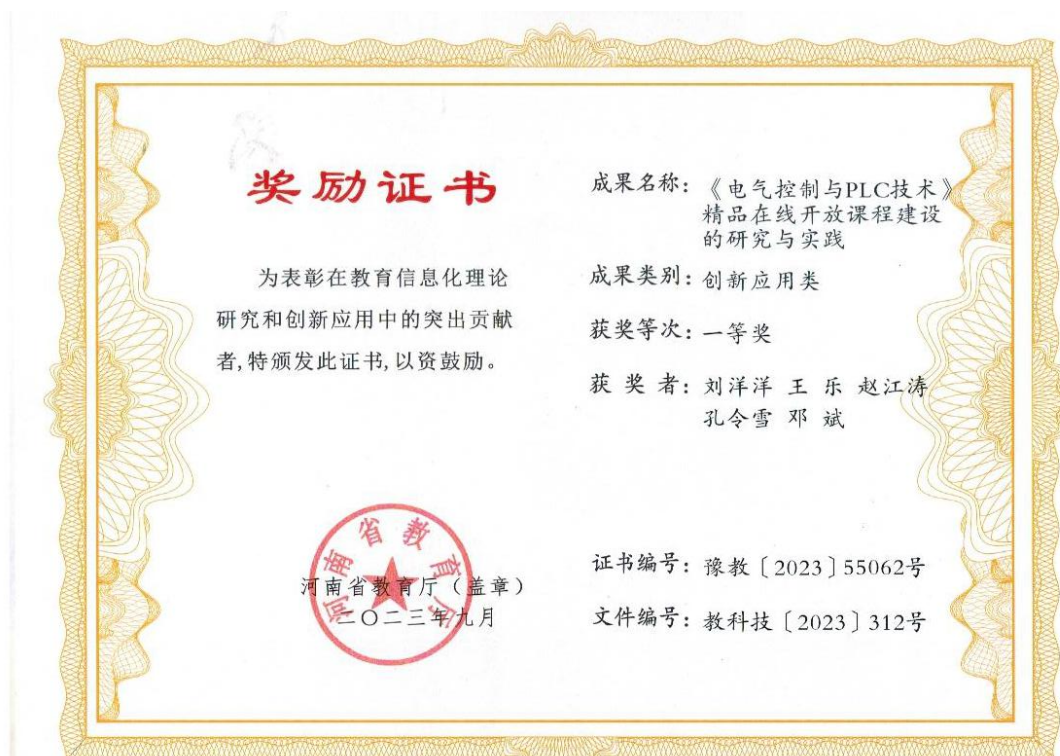 奖励证书
为表彰在教育信息化理论
研究和创新应用中的突出贡献
者,特颁发此证书,以资鼓励。
河南省教育厅
河南省教育厅（盖章）
二〇二三年九月
成果名称：《电气控制与PLC技术》
精品在线开放课程建设
的研究与实践
成果类别：创新应用类
获奖等次：一等奖
获 奖 者：刘洋洋 王 乐 赵江涛
孔令雪 邓 斌
证书编号：豫教〔2023〕55062号
文件编号：教科技〔2023〕312号